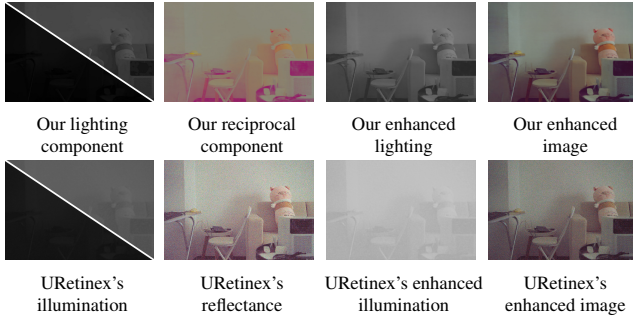 Our lighting
component
Our reciprocal
component
Our enhanced
lighting
Our enhanced
image
URetinex's
illumination
URetinex's
reflectance
URetinex's enhanced
illumination
URetinex's
enhanced image